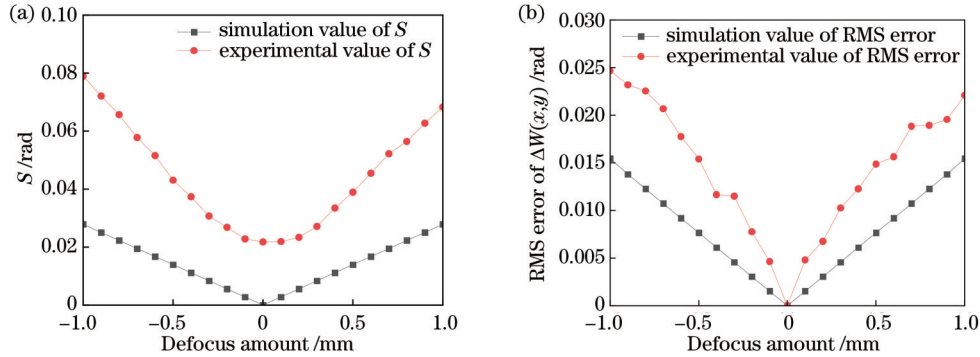 (a)
0.10
0.08
0.06
0.04
0.02
0
S /rad
simulation value of S
experimental value of S
−1.0
−0.5
0
0.5
1.0
Defocus amount /mm
(b)
0.030
0.025
0.020
0.015
0.010
0.005
0
RMS error of ΔW(x,y) /rad
simulation value of RMS error
experimental value of RMS error
−1.0
−0.5
0
0.5
1.0
Defocus amount /mm